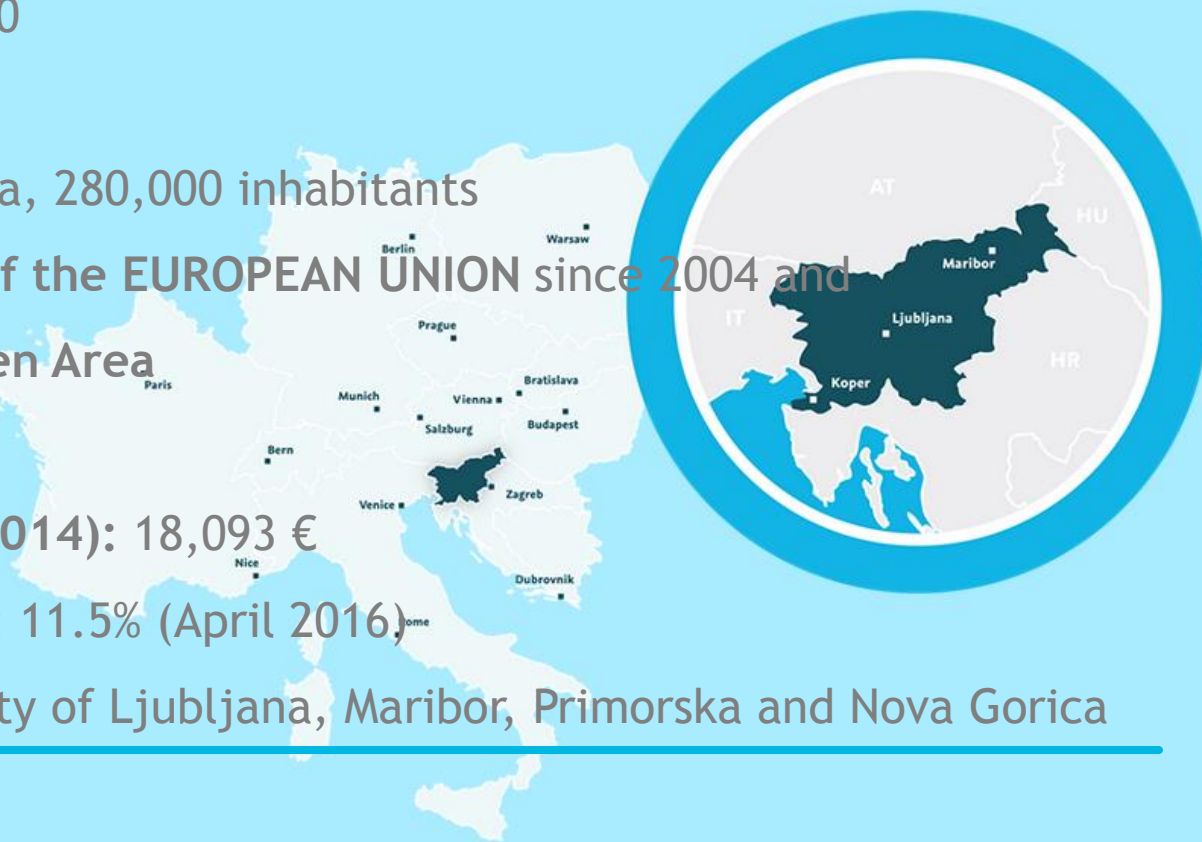 0
a, 280,000 inhabitants
f the EUROPEAN UNION since 2004 and
en Area
014): 18,093 €
11.5% (April 2016)
ty of Ljubljana, Maribor, Primorska and Nova Gorica
Berlin
Warsaw
Prague
Paris
Munich
Vienna
Bratislava
Salzburg
Budapest
Bern
Venice
Zagreb
Nice
Dubrovnik
ome
AT
HU
Maribor
IT
Ljubljana
HR
Koper